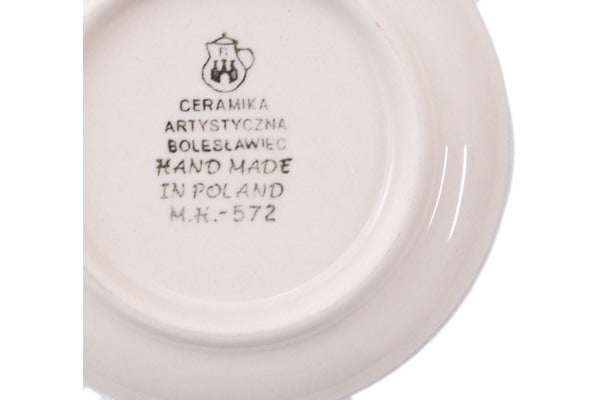 CERAMIKA
ARTYSTYCZNA
BOLESŁAWIEC
HAND MADE
IN POLAND
M.H.-572